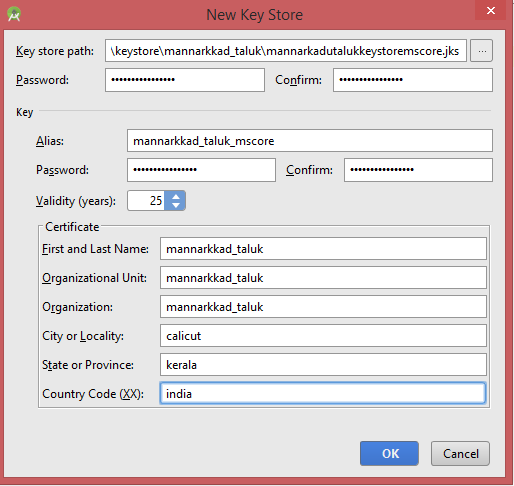 New Key Store
Key store path: \keystore\mannarkkad_taluk\mannarkadutalukkeystoremscore.jks ...
Password: •••••••••••••••• Confirm: ••••••••••••••••
Key
Alias: mannarkkad_taluk_mscore
Password: •••••••••••••••• Confirm: ••••••••••••••••
Validity (years): 25
Certificate
First and Last Name: mannarkkad_taluk
Organizational Unit: mannarkkad_taluk
Organization: mannarkkad_taluk
City or Locality: calicut
State or Province: kerala
Country Code (XX): india
OK Cancel